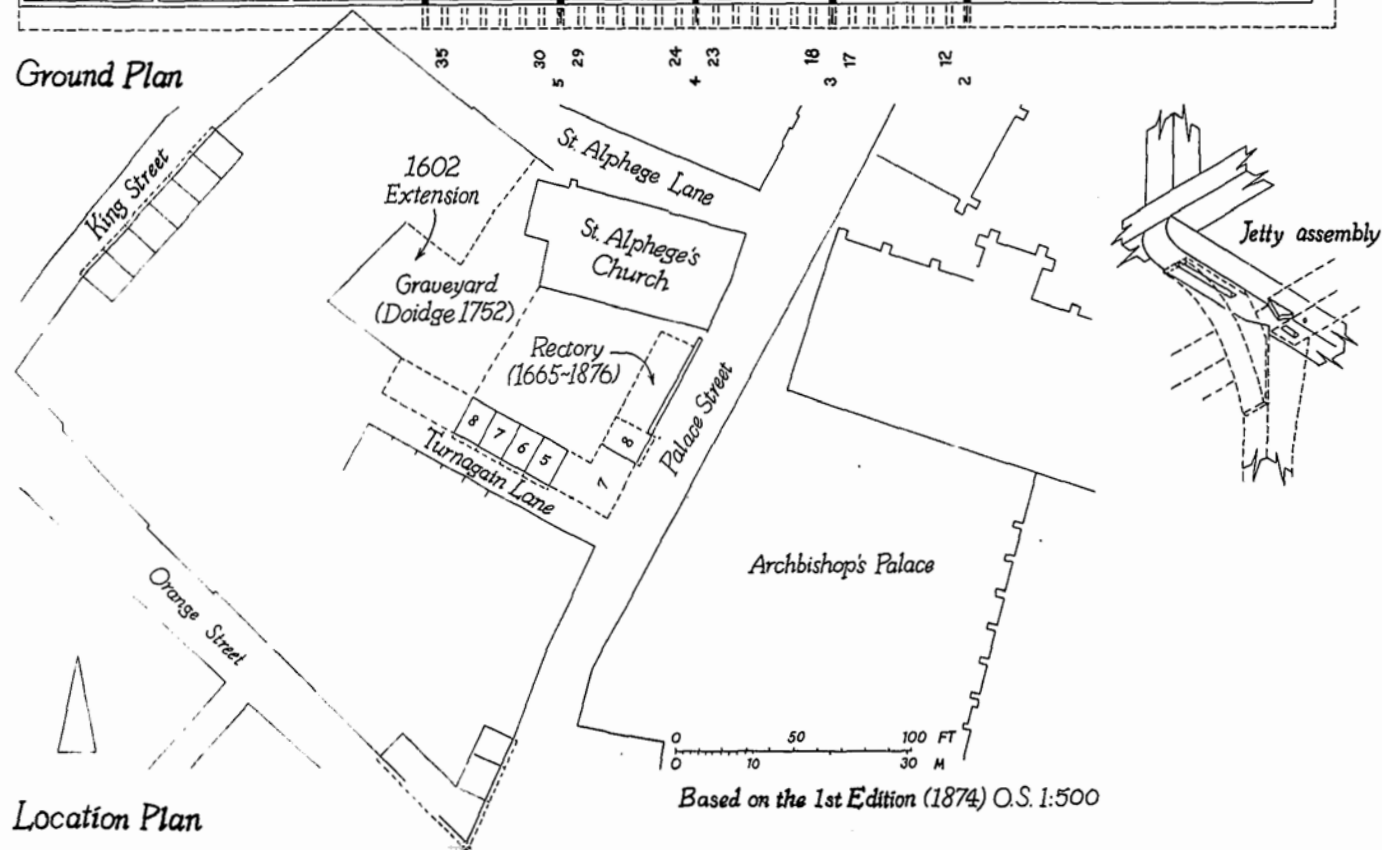 Ground Plan
35
30
5
29
24
4
23
18
3
17
12
2
King Street
1602
Extension
St. Alphege Lane
St. Alphege's
Church
Graveyard
(Doidge 1752)
Rectory
(1665~1876)
Palace Street
8
7
6
5
8
7
Turnagain Lane
Jetty assembly
Archbishop's Palace
Orange Street
0 50 100 FT
0 10 30 M
Based on the 1st Edition (1874) O.S. 1:500
Location Plan